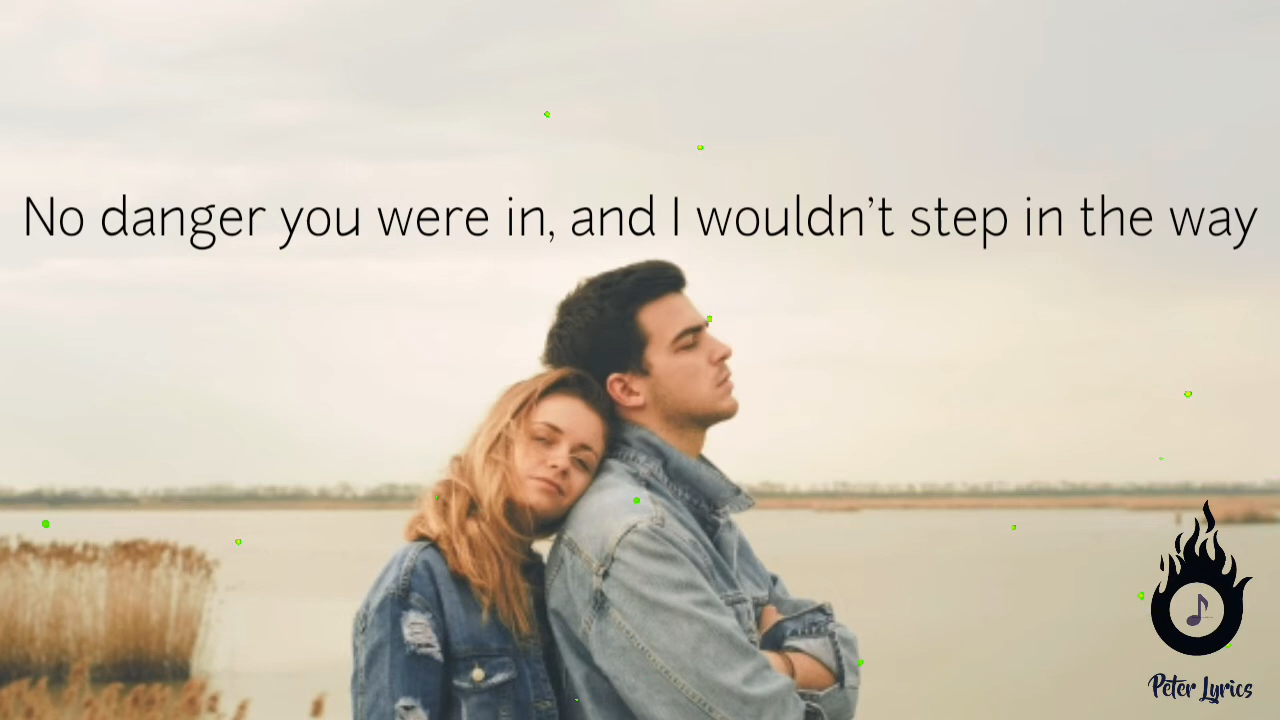 No danger you were in, and I wouldn’t step in the way
Peter Lyrics